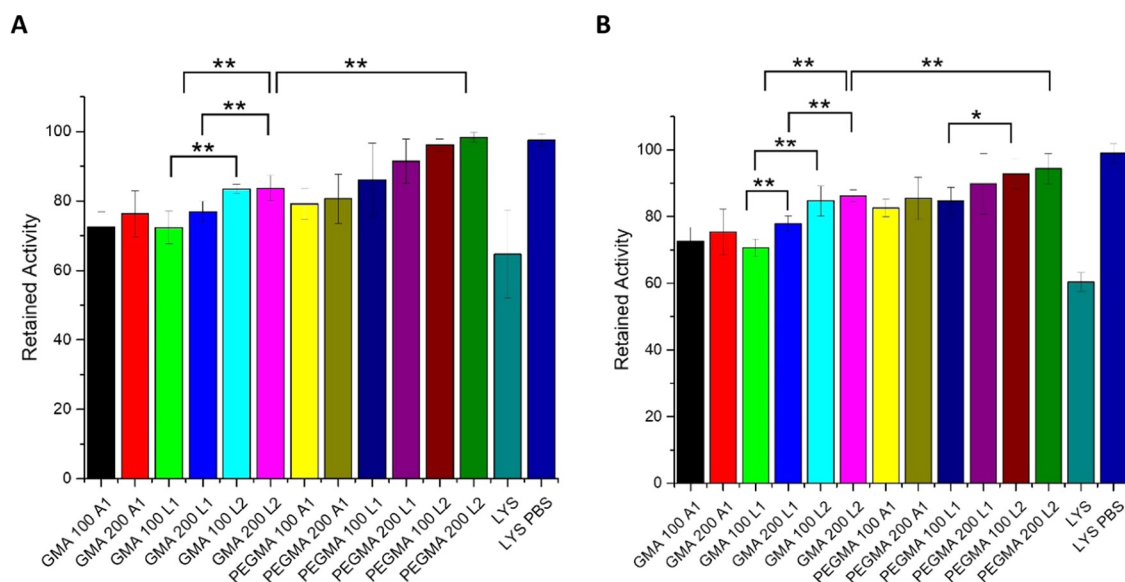 A
B
** **
**
**
** **
**
*
**
**
100
80
60
40
20
0
Retained Activity
GMA 100 A1
GMA 200 A1
GMA 100 L1
GMA 200 L1
GMA 100 L2
GMA 200 L2
PEGMA 100 A1
PEGMA 200 A1
PEGMA 100 L1
PEGMA 200 L1
PEGMA 100 L2
PEGMA 200 L2
LYS
LYS PBS
100
80
60
40
20
0
Retained Activity
GMA 100 A1
GMA 200 A1
GMA 100 L1
GMA 200 L1
GMA 100 L2
GMA 200 L2
PEGMA 100 A1
PEGMA 200 A1
PEGMA 100 L1
PEGMA 200 L1
PEGMA 100 L2
PEGMA 200 L2
LYS
LYS PBS